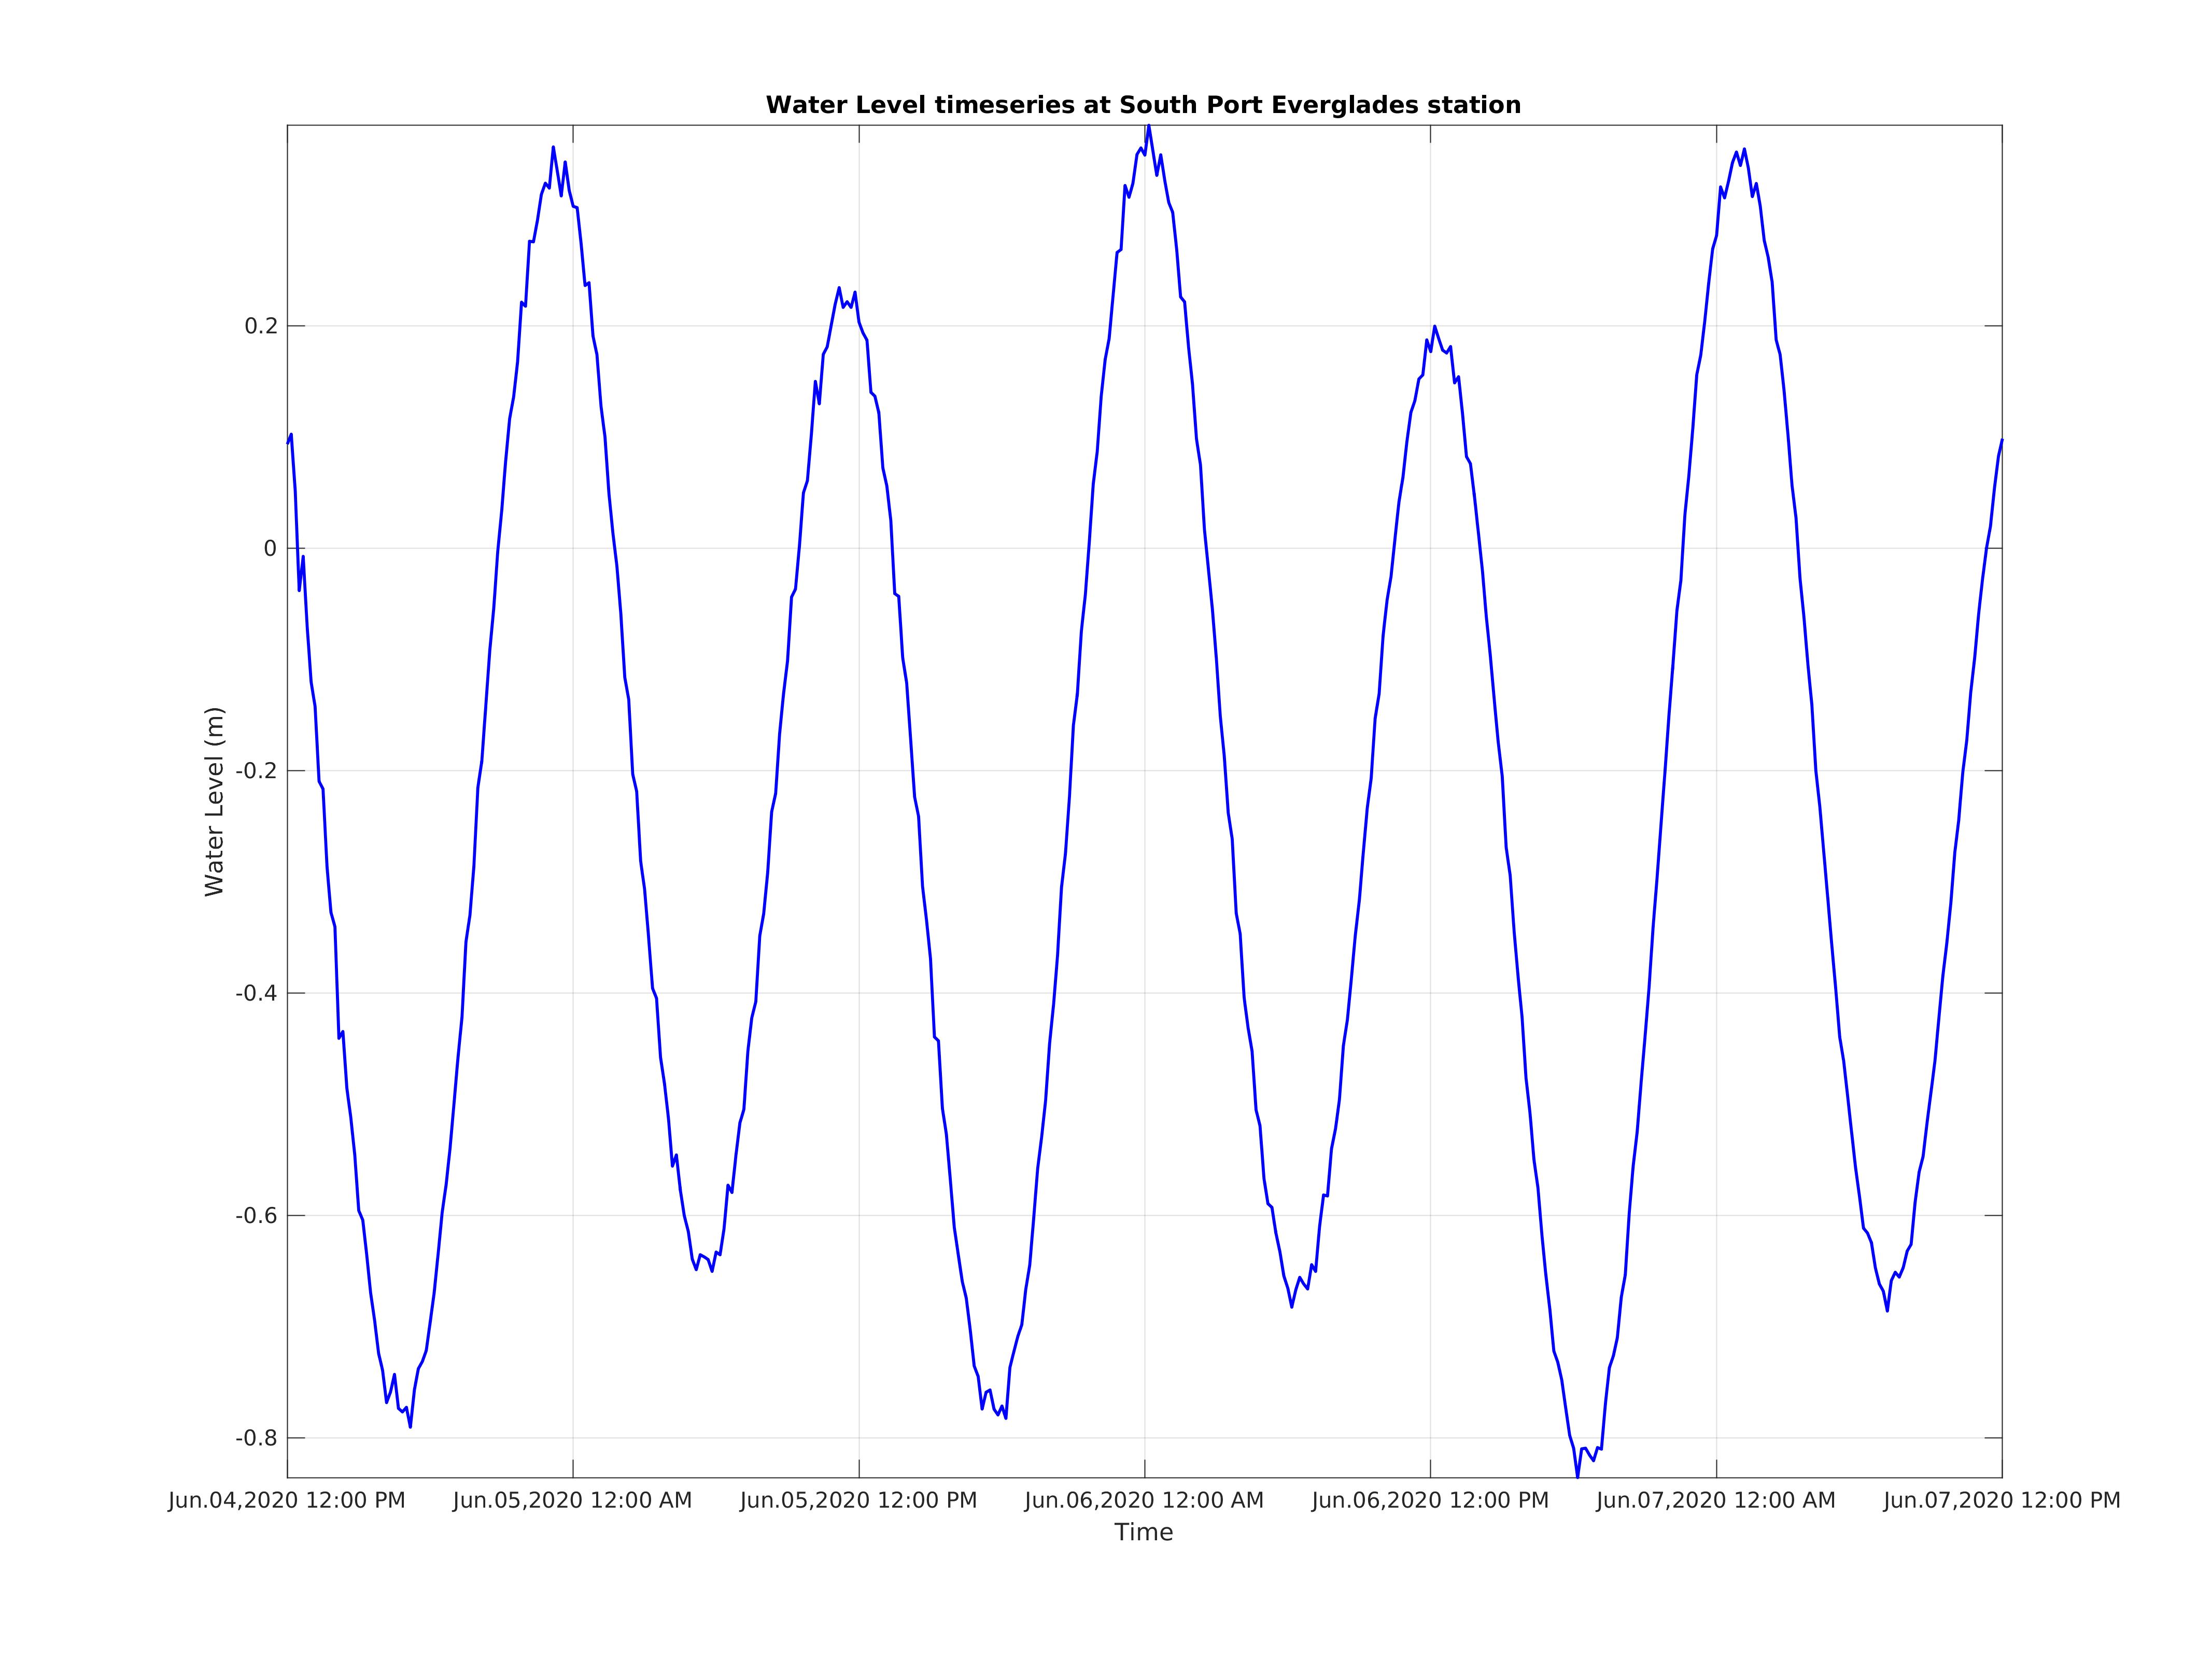 Water Level timeseries at South Port Everglades station
0.2
0
-0.2
-0.4
-0.6
-0.8
Water Level (m)
Jun.04,2020 12:00 PM
Jun.05,2020 12:00 AM
Jun.05,2020 12:00 PM
Jun.06,2020 12:00 AM
Jun.06,2020 12:00 PM
Jun.07,2020 12:00 AM
Jun.07,2020 12:00 PM
Time